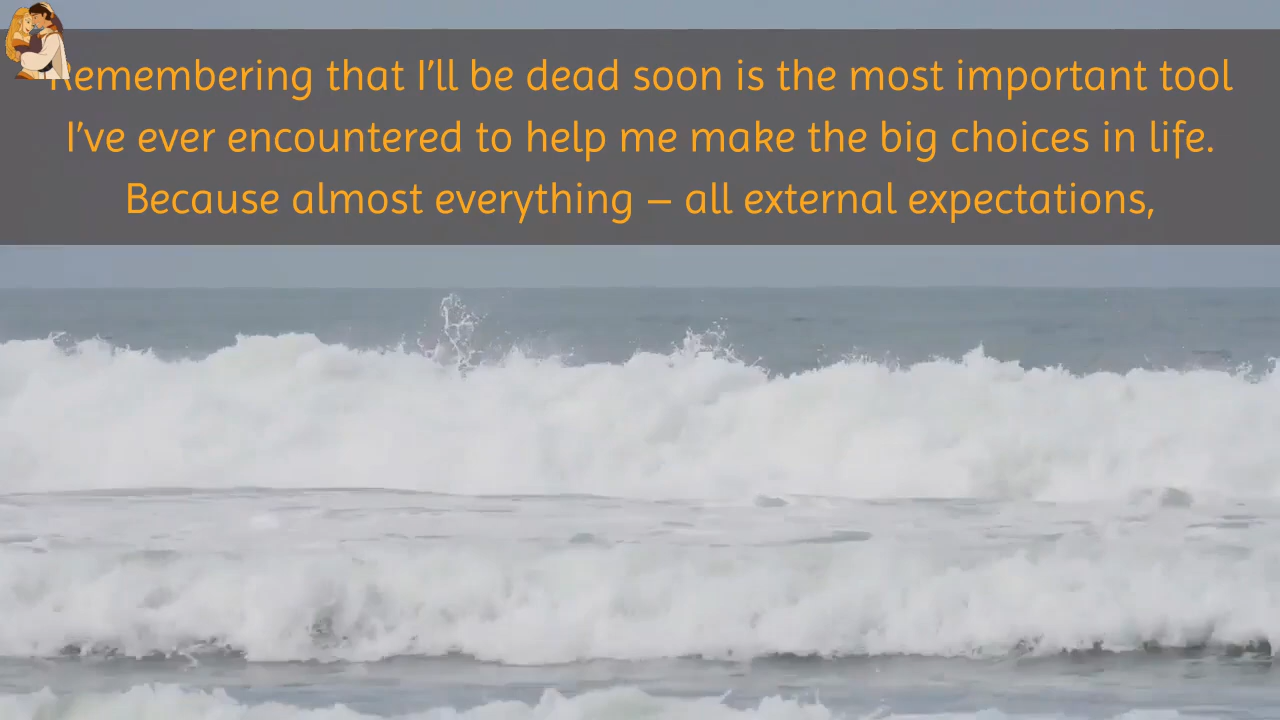 Remembering that I’ll be dead soon is the most important tool
I’ve ever encountered to help me make the big choices in life.
Because almost everything – all external expectations,